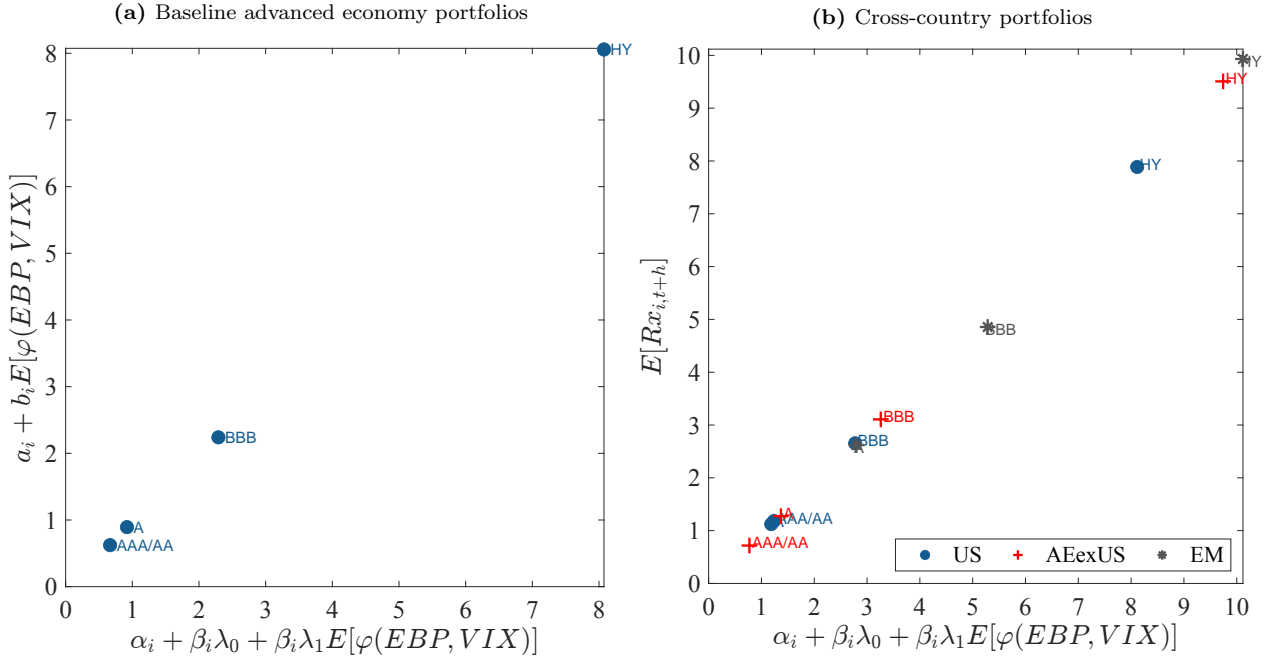 (a) Baseline advanced economy portfolios
8
7
6
5
4
3
2
1
0
a_i + b_i E[φ(EBP, VIX)]
HY
BBB
A
AAA/AA
0 1 2 3 4 5 6 7 8
α_i + β_i λ_0 + β_i λ_1 E[φ(EBP, VIX)]
(b) Cross-country portfolios
10
9
8
7
6
5
4
3
2
1
0
E[Rx_{i,t+h}]
HY
HY
HY
BBB
BBB
BBB
A
A
AAA/AA
A
AAA/AA
US AEexUS EM
0 1 2 3 4 5 6 7 8 9 10
α_i + β_i λ_0 + β_i λ_1 E[φ(EBP, VIX)]